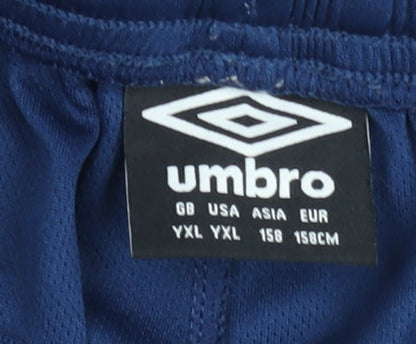 umbro
GB USA ASIA EUR
YXL YXL 158 158CM